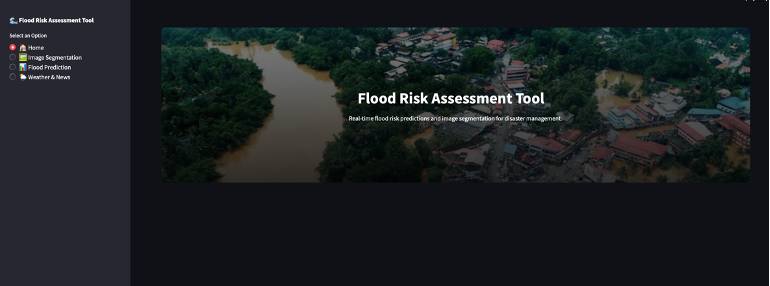 🌊 Flood Risk Assessment Tool
Select an Option
🏠 Home
🖼️ Image Segmentation
📊 Flood Prediction
🌦️ Weather & News
Flood Risk Assessment Tool
Real-time flood risk predictions and image segmentation for disaster management.